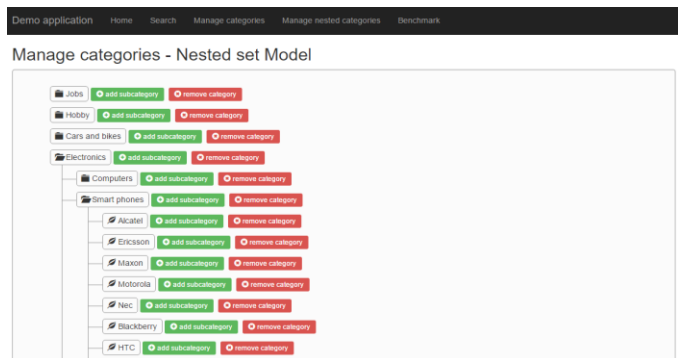 Demo application Home Search Manage categories Manage nested categories Benchmark
Manage categories - Nested set Model
Jobs add subcategory remove category
Hobby add subcategory remove category
Cars and bikes add subcategory remove category
Electronics add subcategory remove category
Computers add subcategory remove category
Smart phones add subcategory remove category
Alcatel add subcategory remove category
Ericsson add subcategory remove category
Maxon add subcategory remove category
Motorola add subcategory remove category
Nec add subcategory remove category
Blackberry add subcategory remove category
HTC add subcategory remove category